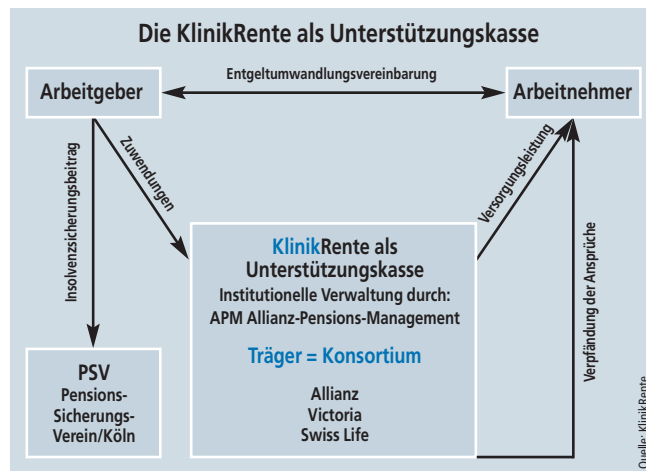 Die KlinikRente als Unterstützungskasse
Arbeitgeber
Entgeltumwandlungsvereinbarung
Arbeitnehmer
Insolvenzsicherungsbeitrag
Zuwendungen
Versorgungsleistung
Verpfändung der Ansprüche
KlinikRente als
Unterstützungskasse
Institutionelle Verwaltung durch:
APM Allianz-Pensions-Management
Träger = Konsortium
Allianz
Victoria
Swiss Life
PSV
Pensions-
Sicherungs-
Verein/Köln
Quelle: KlinikRente